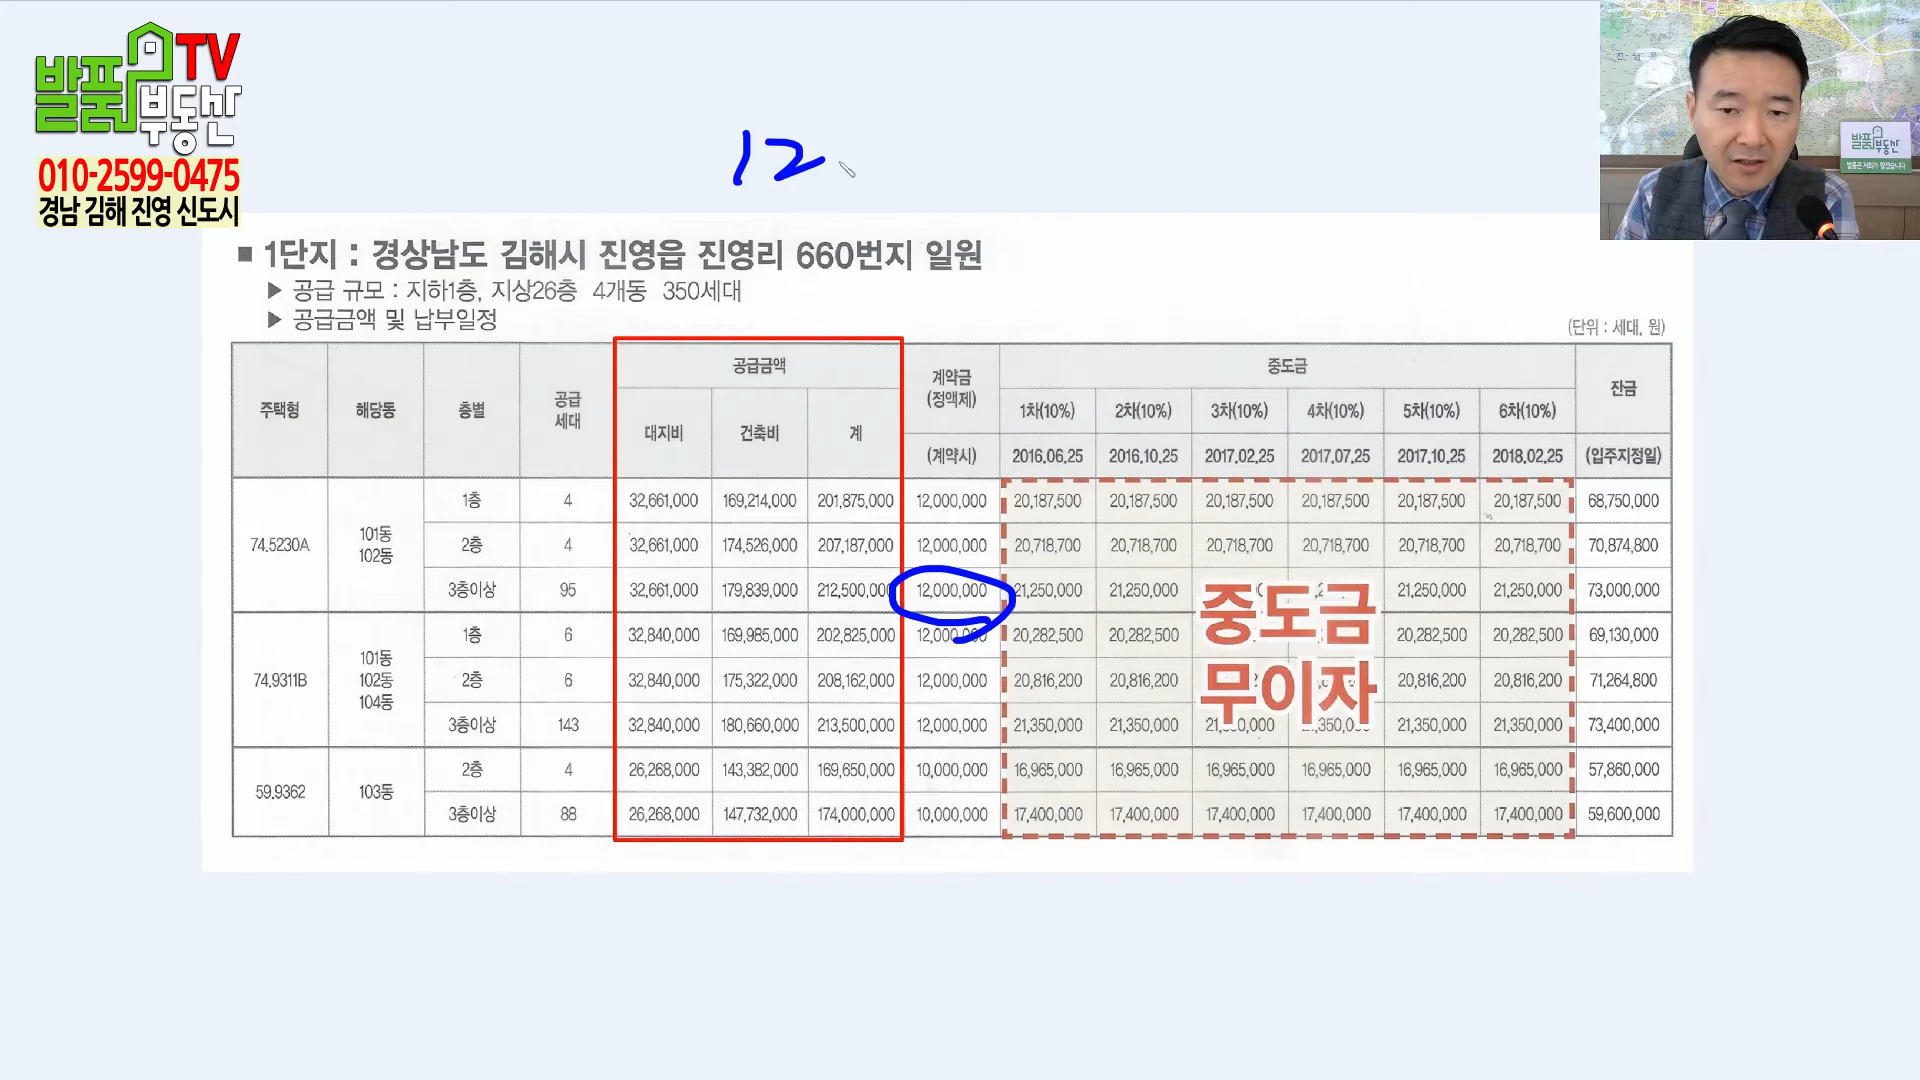 발품 TV
부동산
010-2599-0475
경남 김해 진영 신도시
12
발품부동산
■ 1단지 : 경상남도 김해시 진영읍 진영리 660번지 일원
▶ 공급 규모 : 지하1층, 지상26층 4개동 350세대
▶ 공급금액 및 납부일정
(단위 : 세대, 원)
주택형 해당동 층별 공급 세대 공급금액 계약금 (정액제) 중도금 잔금
대지비 건축비 계 1차(10%) 2차(10%) 3차(10%) 4차(10%) 5차(10%) 6차(10%)
(계약시) 2016.06.25 2016.10.25 2017.02.25 2017.07.25 2017.10.25 2018.02.25 (입주지정일)
74.5230A 101동 102동 1층 4 32,661,000 169,214,000 201,875,000 12,000,000 20,187,500 20,187,500 20,187,500 20,187,500 20,187,500 20,187,500 68,750,000
2층 4 32,661,000 174,526,000 207,187,000 12,000,000 20,718,700 20,718,700 20,718,700 20,718,700 20,718,700 20,718,700 70,874,800
3층이상 95 32,661,000 179,839,000 212,500,000 12,000,000 21,250,000 21,250,000 21,250,000 21,250,000 73,000,000
74.9311B 101동 102동 104동 1층 6 32,840,000 169,985,000 202,825,000 12,000,000 20,282,500 20,282,500 20,282,500 20,282,500 69,130,000
2층 6 32,840,000 175,322,000 208,162,000 12,000,000 20,816,200 20,816,200 20,816,200 20,816,200 71,264,800
3층이상 143 32,840,000 180,660,000 213,500,000 12,000,000 21,350,000 21,350,000 21,350,000 21,350,000 21,350,000 21,350,000 73,400,000
59.9362 103동 2층 4 26,268,000 143,382,000 169,650,000 10,000,000 16,965,000 16,965,000 16,965,000 16,965,000 16,965,000 16,965,000 57,860,000
3층이상 88 26,268,000 147,732,000 174,000,000 10,000,000 17,400,000 17,400,000 17,400,000 17,400,000 17,400,000 17,400,000 59,600,000
중도금
무이자